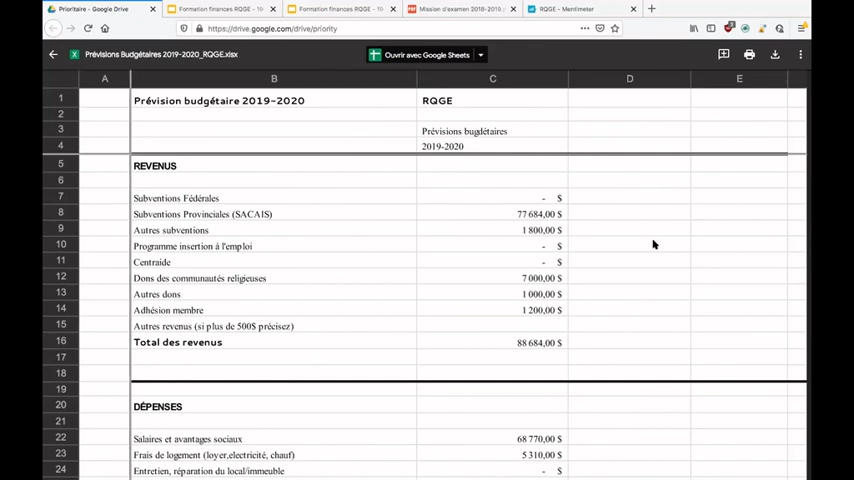 Prioritaire - Google Drive
Formation finances RQGE - 10
Formation finances RQGE - 10
Mission d'examen 2018-2019.
RQGE - Mentimeter
https://drive.google.com/drive/priority
Prévisions Budgétaires 2019-2020_RQGE.xlsx
Ouvrir avec Google Sheets
A B C D E
1 Prévision budgétaire 2019-2020 RQGE
2
3 Prévisions bugdétaires
4 2019-2020
5 REVENUS
6
7 Subventions Fédérales - $
8 Subventions Provinciales (SACAIS) 77 684,00 $
9 Autres subventions 1 800,00 $
10 Programme insertion à l'emploi - $
11 Centraide - $
12 Dons des communautés religieuses 7 000,00 $
13 Autres dons 1 000,00 $
14 Adhésion membre 1 200,00 $
15 Autres revenus (si plus de 500$ précisez)
16 Total des revenus 88 684,00 $
17
18
19
20 DÉPENSES
21
22 Salaires et avantages sociaux 68 770,00 $
23 Frais de logement (loyer,electricité, chauf) 5 310,00 $
24 Entretien, réparation du local/immeuble - $